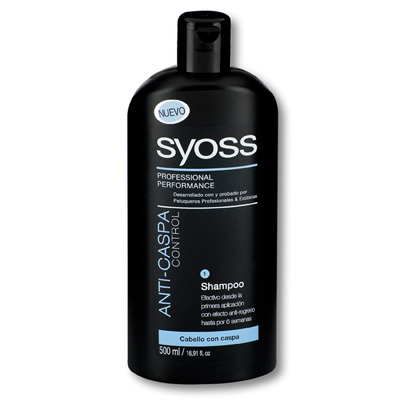 NUEVO
syoss
PROFESSIONAL
PERFORMANCE
Desarrollado con y probado por
Peluqueros Profesionales & Estilistas
ANTI-CASPA
CONTROL
1
Shampoo
Efectivo desde la
primera aplicación
con efecto anti-regreso
hasta por 6 semanas
Cabello con caspa
500 ml / 16,91 fl. oz